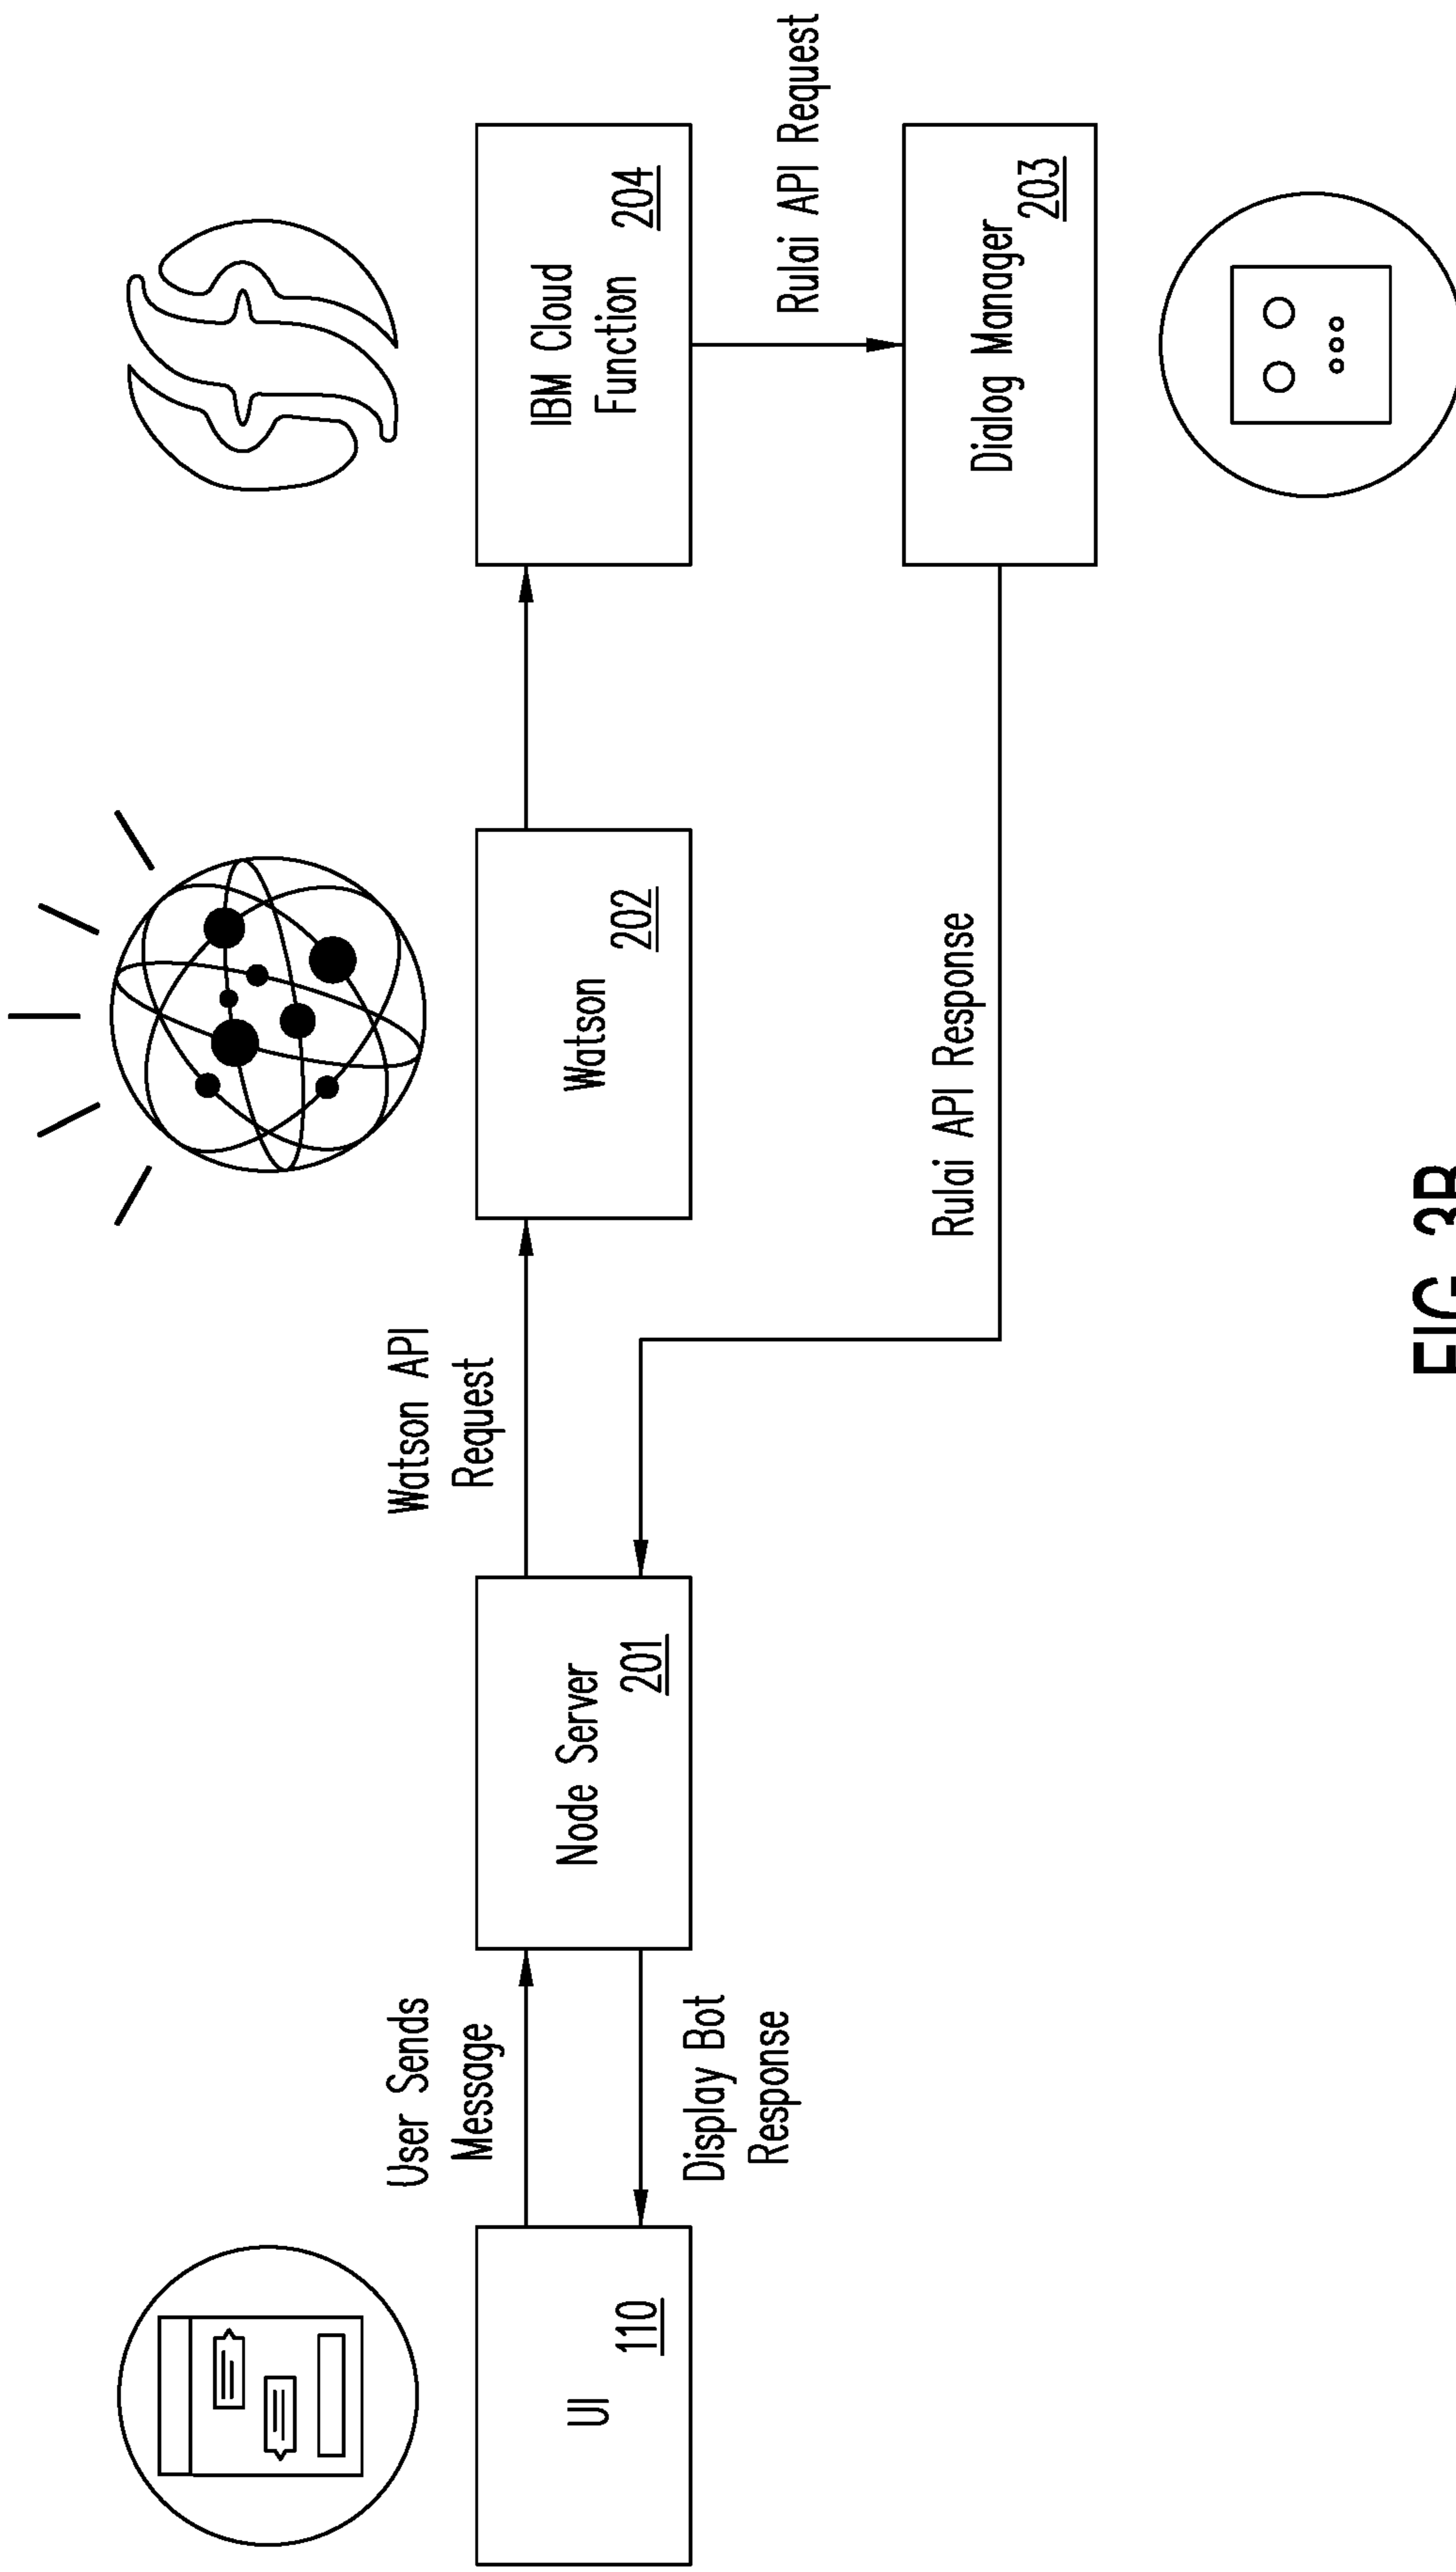 User Sends
Message
Watson API
Request
UI
110
Node Server
201
Watson
202
IBM Cloud
Function
204
Display Bot
Response
Rulai API Response
Rulai API Request
Dialog Manager
203
FIG. 3B